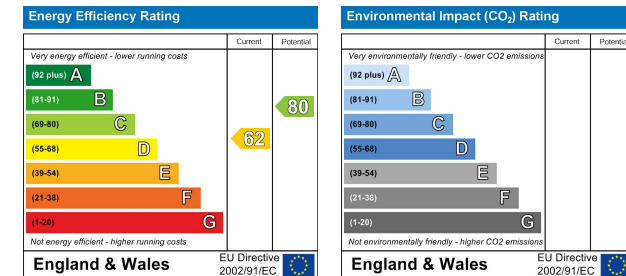 Energy Efficiency Rating
Current Potential
Very energy efficient - lower running costs
(92 plus) A
(81-91) B
(69-80) C
(55-68) D
(39-54) E
(21-38) F
(1-20) G
80
62
Not energy efficient - higher running costs
England & Wales
EU Directive
2002/91/EC
Environmental Impact (CO₂) Rating
Current Potential
Very environmentally friendly - lower CO2 emissions
(92 plus) A
(81-91) B
(69-80) C
(55-68) D
(39-54) E
(21-38) F
(1-20) G
Not environmentally friendly - higher CO2 emissions
England & Wales
EU Directive
2002/91/EC